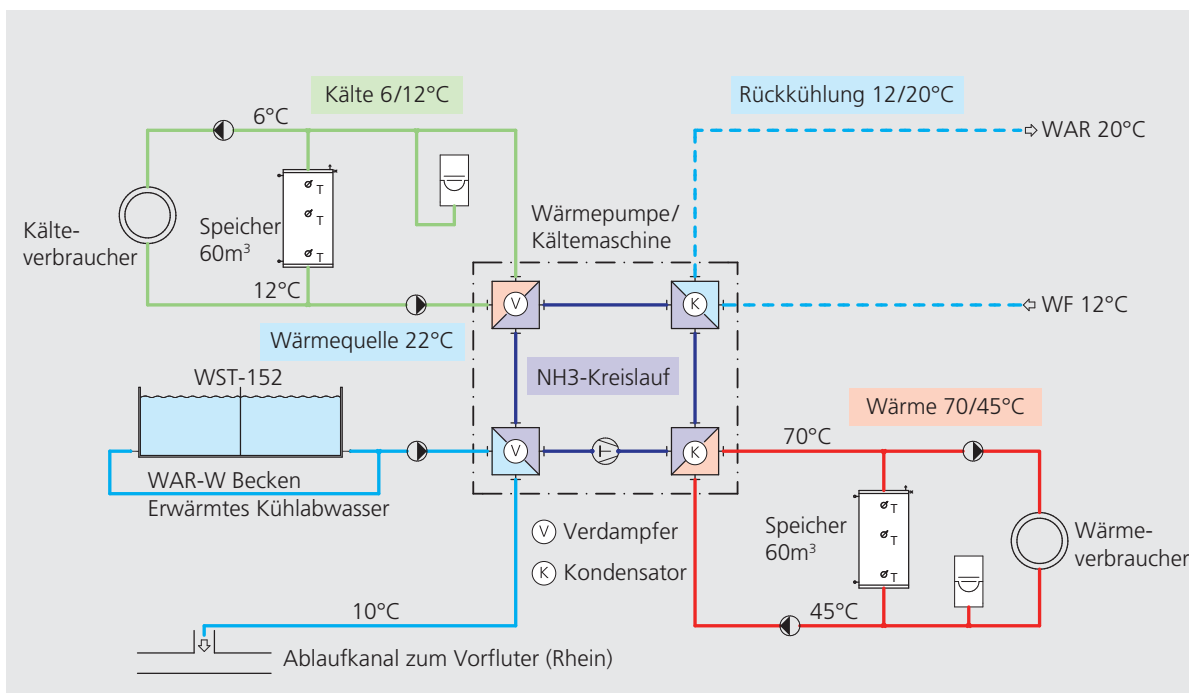 Kälte 6/12°C
Rückkühlung 12/20°C
6°C
WAR 20°C
T
T
T
Kälte-
verbraucher
Speicher
60m³
Wärmepumpe/
Kältemaschine
12°C
V
K
WF 12°C
Wärmequelle 22°C
WST-152
NH3-Kreislauf
Wärme 70/45°C
70°C
V
K
WAR-W Becken
Erwärmtes Kühlabwasser
V Verdampfer
K Kondensator
Speicher
60m³
T
T
T
Wärme-
verbraucher
10°C
45°C
Ablaufkanal zum Vorfluter (Rhein)